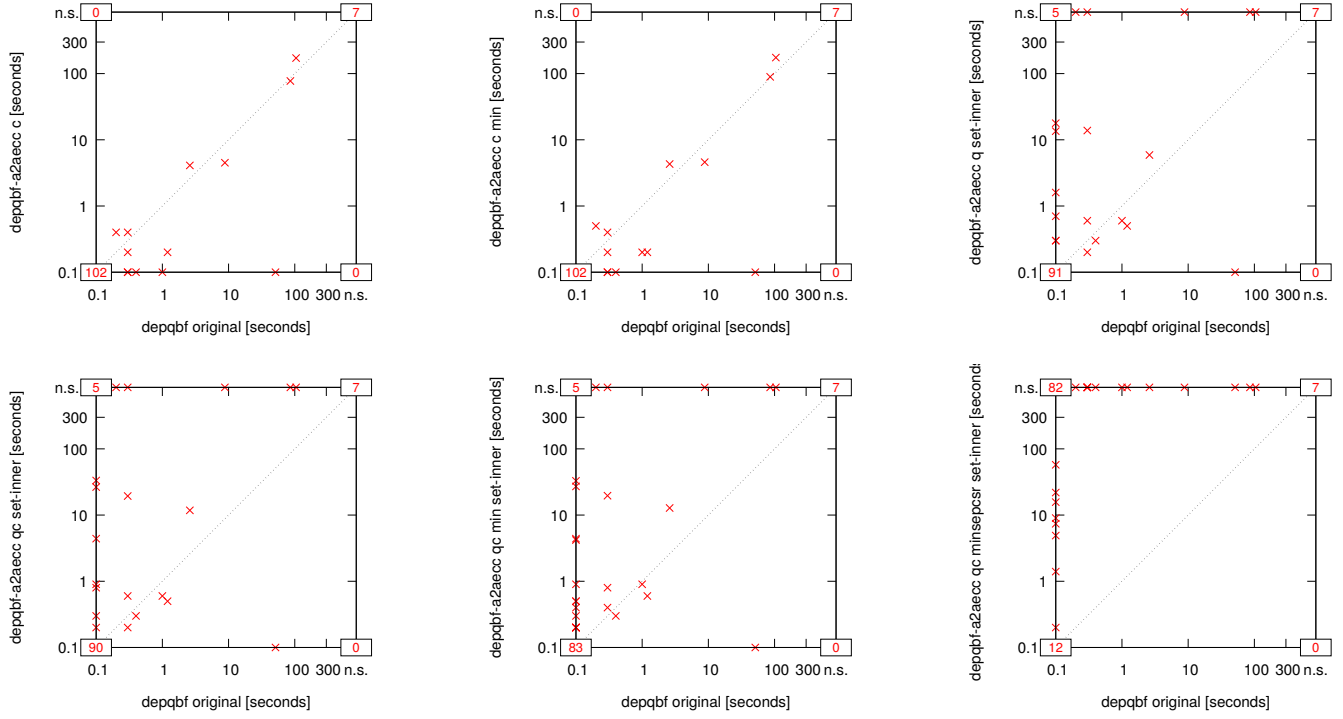 n.s. 0 7
300
100
10
1
0.1 102 0
0.1 1 10 100 300 n.s.
depqbf-a2aecc c [seconds]
depqbf original [seconds]
n.s. 0 7
300
100
10
1
0.1 102 0
0.1 1 10 100 300 n.s.
depqbf-a2aecc c min [seconds]
depqbf original [seconds]
n.s. 5 7
300
100
10
1
0.1 91 0
0.1 1 10 100 300 n.s.
depqbf-a2aecc q set-inner [seconds]
depqbf original [seconds]
n.s. 5 7
300
100
10
1
0.1 90 0
0.1 1 10 100 300 n.s.
depqbf-a2aecc qc set-inner [seconds]
depqbf original [seconds]
n.s. 5 7
300
100
10
1
0.1 83 0
0.1 1 10 100 300 n.s.
depqbf-a2aecc qc min set-inner [seconds]
depqbf original [seconds]
n.s. 82 7
300
100
10
1
0.1 12 0
0.1 1 10 100 300 n.s.
depqbf-a2aecc qc minsepcsr set-inner [second
depqbf original [seconds]